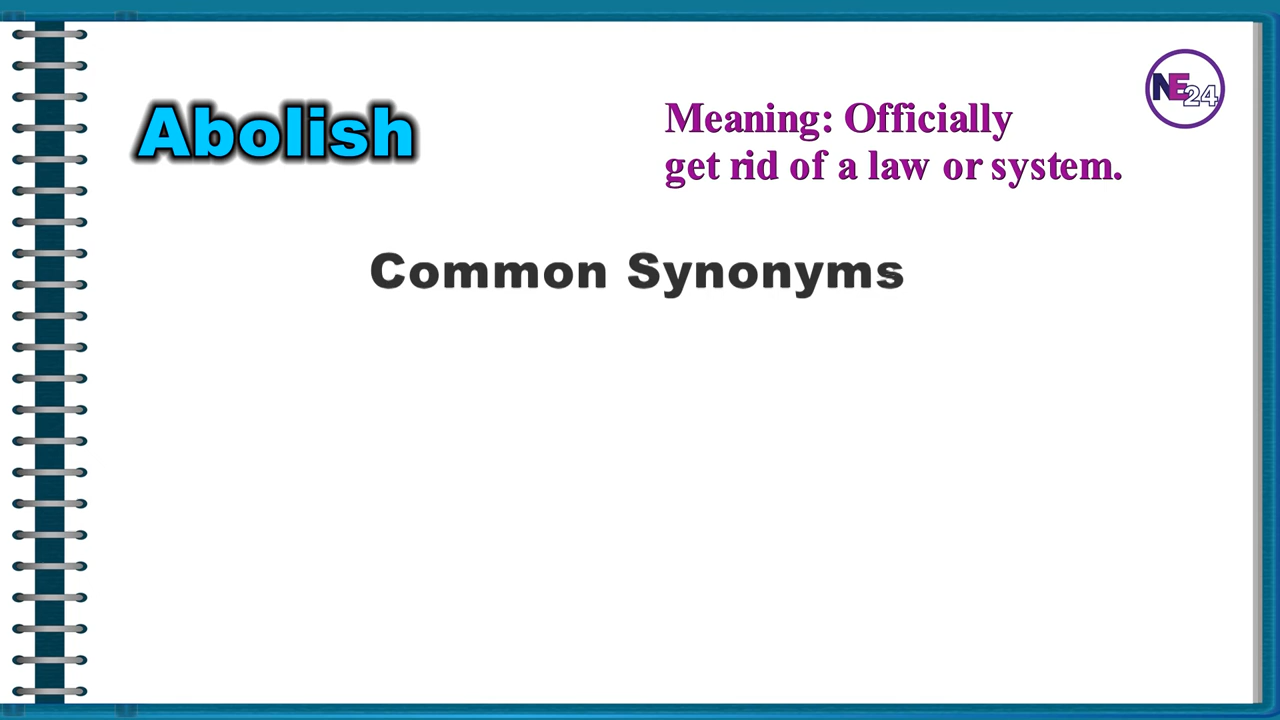 NE24
Abolish
Meaning: Officially
get rid of a law or system.
Common Synonyms